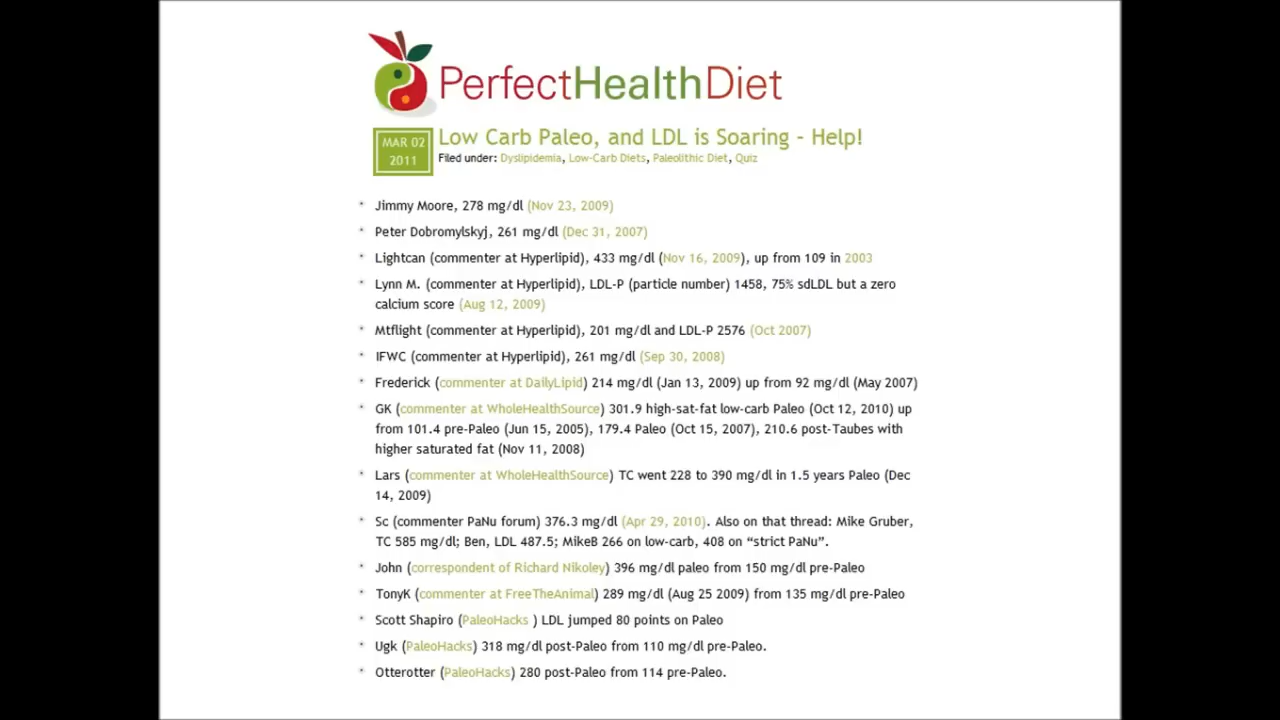 PerfectHealthDiet
MAR 02
2011
Low Carb Paleo, and LDL is Soaring - Help!
Filed under: Dyslipidemia, Low-Carb Diets, Paleolithic Diet, Quiz
* Jimmy Moore, 278 mg/dl (Nov 23, 2009)
* Peter Dobromylskyj, 261 mg/dl (Dec 31, 2007)
* Lightcan (commenter at Hyperlipid), 433 mg/dl (Nov 16, 2009), up from 109 in 2003
* Lynn M. (commenter at Hyperlipid), LDL-P (particle number) 1458, 75% sdLDL but a zero
calcium score (Aug 12, 2009)
* Mtflight (commenter at Hyperlipid), 201 mg/dl and LDL-P 2576 (Oct 2007)
* IFWC (commenter at Hyperlipid), 261 mg/dl (Sep 30, 2008)
* Frederick (commenter at DailyLipid) 214 mg/dl (Jan 13, 2009) up from 92 mg/dl (May 2007)
* GK (commenter at WholeHealthSource) 301.9 high-sat-fat low-carb Paleo (Oct 12, 2010) up
from 101.4 pre-Paleo (Jun 15, 2005), 179.4 Paleo (Oct 15, 2007), 210.6 post-Taubes with
higher saturated fat (Nov 11, 2008)
* Lars (commenter at WholeHealthSource) TC went 228 to 390 mg/dl in 1.5 years Paleo (Dec
14, 2009)
* Sc (commenter PaNu forum) 376.3 mg/dl (Apr 29, 2010). Also on that thread: Mike Gruber,
TC 585 mg/dl; Ben, LDL 487.5; MikeB 266 on low-carb, 408 on “strict PaNu”.
* John (correspondent of Richard Nikoley) 396 mg/dl paleo from 150 mg/dl pre-Paleo
* TonyK (commenter at FreeTheAnimal) 289 mg/dl (Aug 25 2009) from 135 mg/dl pre-Paleo
* Scott Shapiro (PaleoHacks ) LDL jumped 80 points on Paleo
* Ugk (PaleoHacks) 318 mg/dl post-Paleo from 110 mg/dl pre-Paleo.
* Otterotter (PaleoHacks) 280 post-Paleo from 114 pre-Paleo.